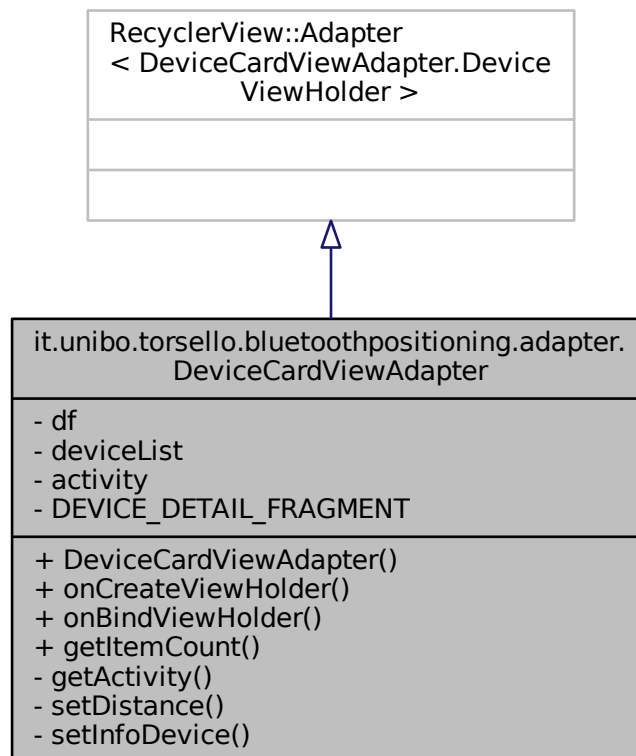 RecyclerView::Adapter
< DeviceCardViewAdapter.Device
ViewHolder >
it.unibo.torsello.bluetoothpositioning.adapter.
DeviceCardViewAdapter
- df
- deviceList
- activity
- DEVICE_DETAIL_FRAGMENT
+ DeviceCardViewAdapter()
+ onCreateViewHolder()
+ onBindViewHolder()
+ getItemCount()
- getActivity()
- setDistance()
- setInfoDevice()